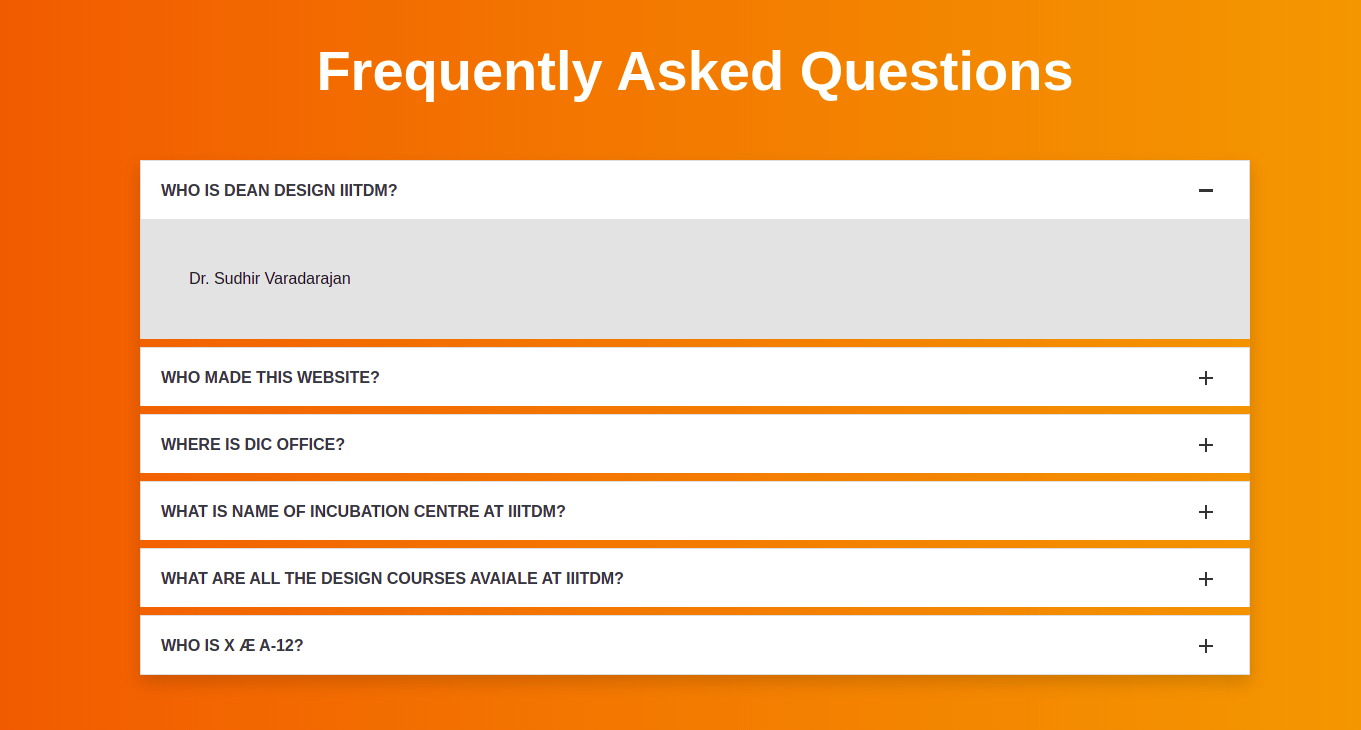 Frequently Asked Questions
WHO IS DEAN DESIGN IIITDM?
Dr. Sudhir Varadarajan
WHO MADE THIS WEBSITE?
WHERE IS DIC OFFICE?
WHAT IS NAME OF INCUBATION CENTRE AT IIITDM?
WHAT ARE ALL THE DESIGN COURSES AVAIALE AT IIITDM?
WHO IS X Æ A-12?